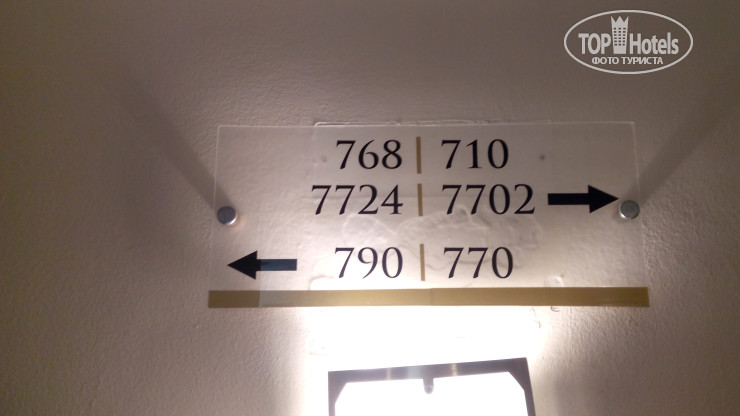 TOP Hotels
ФОТО ТУРИСТА
768 | 710
7724 | 7702 →
← 790 | 770